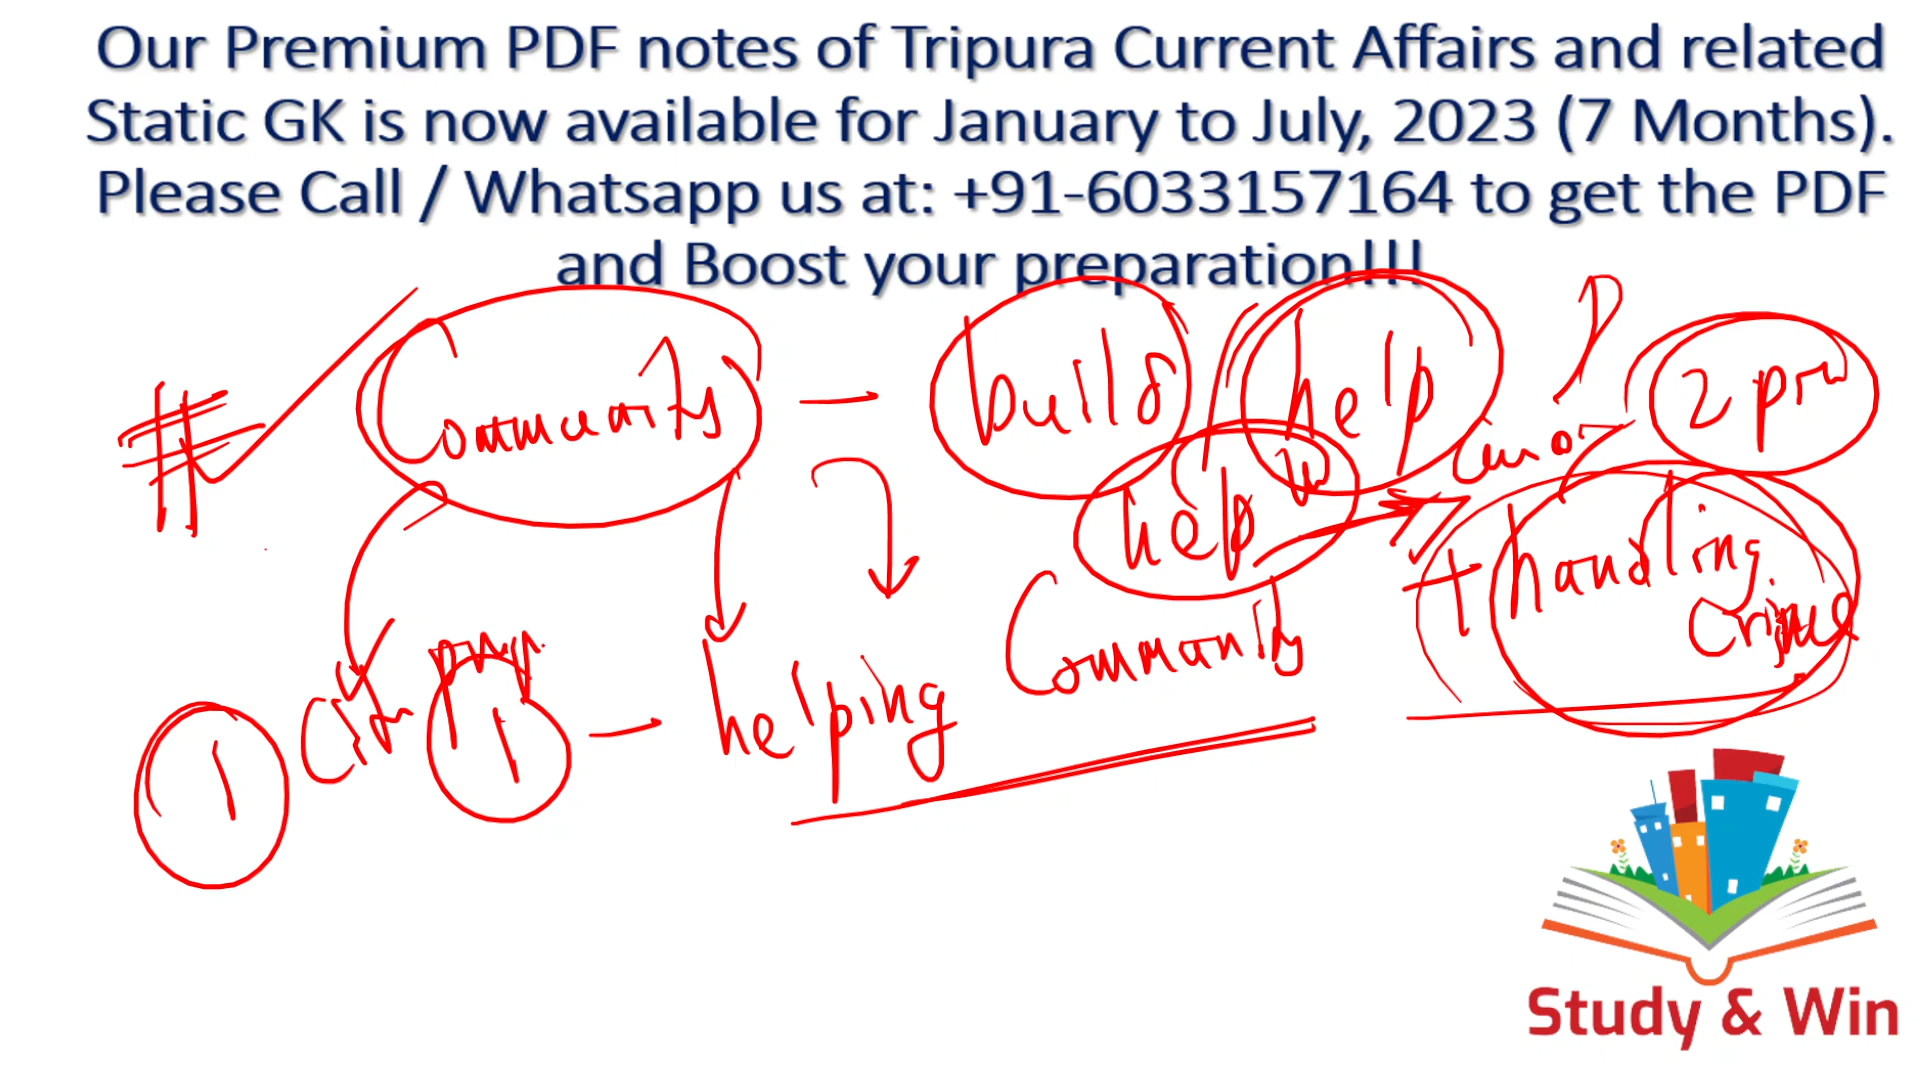 Our Premium PDF notes of Tripura Current Affairs and related
Static GK is now available for January to July, 2023 (7 Months).
Please Call / Whatsapp us at: +91-6033157164 to get the PDF
and Boost your preparation!!!
# Community - build help 2 pm
help
+ handling
Crime
Community
1 1 - helping
Study & Win